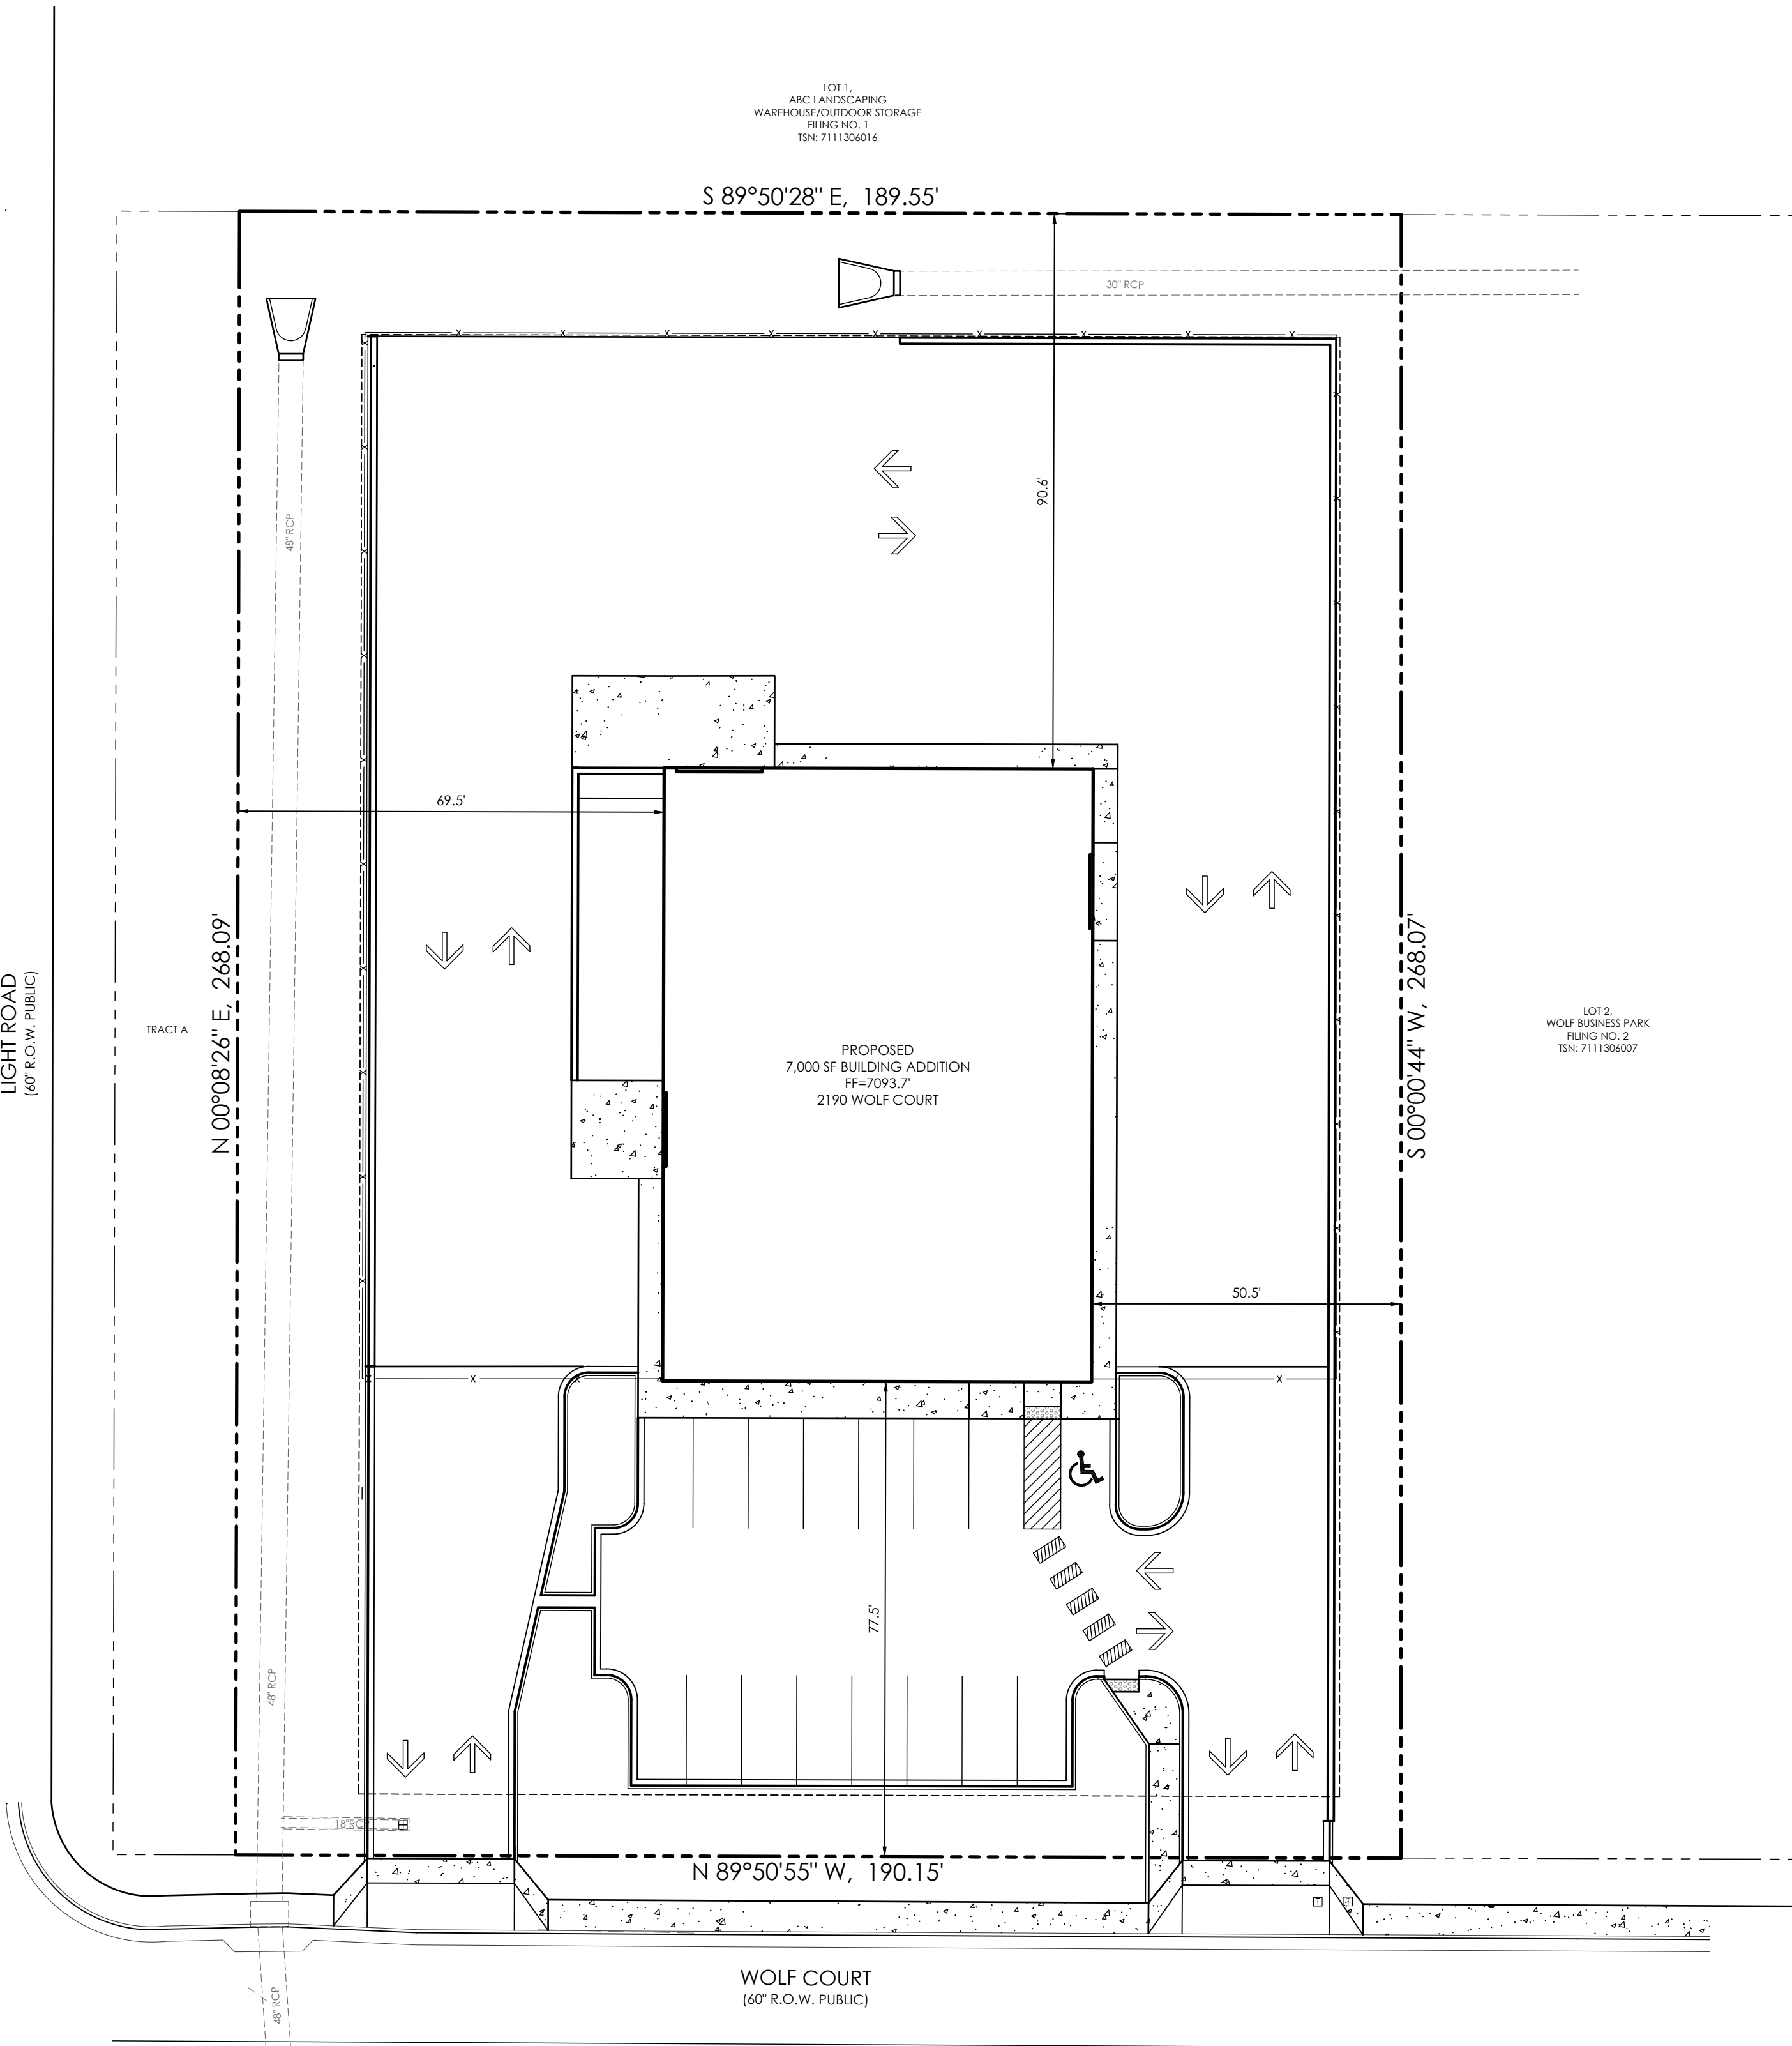 LOT 1,
ABC LANDSCAPING
WAREHOUSE/OUTDOOR STORAGE
FILING NO. 1
TSN: 7111306016
S 89°50'28" E, 189.55'
30" RCP
48" RCP
90.6'
69.5'
LIGHT ROAD
(60" R.O.W. PUBLIC)
TRACT A
N 00°08'26" E, 268.09'
PROPOSED
7,000 SF BUILDING ADDITION
FF=7093.7'
2190 WOLF COURT
S 00°00'44" W, 268.07'
LOT 2,
WOLF BUSINESS PARK
FILING NO. 2
TSN: 7111306007
50.5'
77.5'
48" RCP
18" RCP
N 89°50'55" W, 190.15'
T
T
WOLF COURT
(60" R.O.W. PUBLIC)
48" RCP